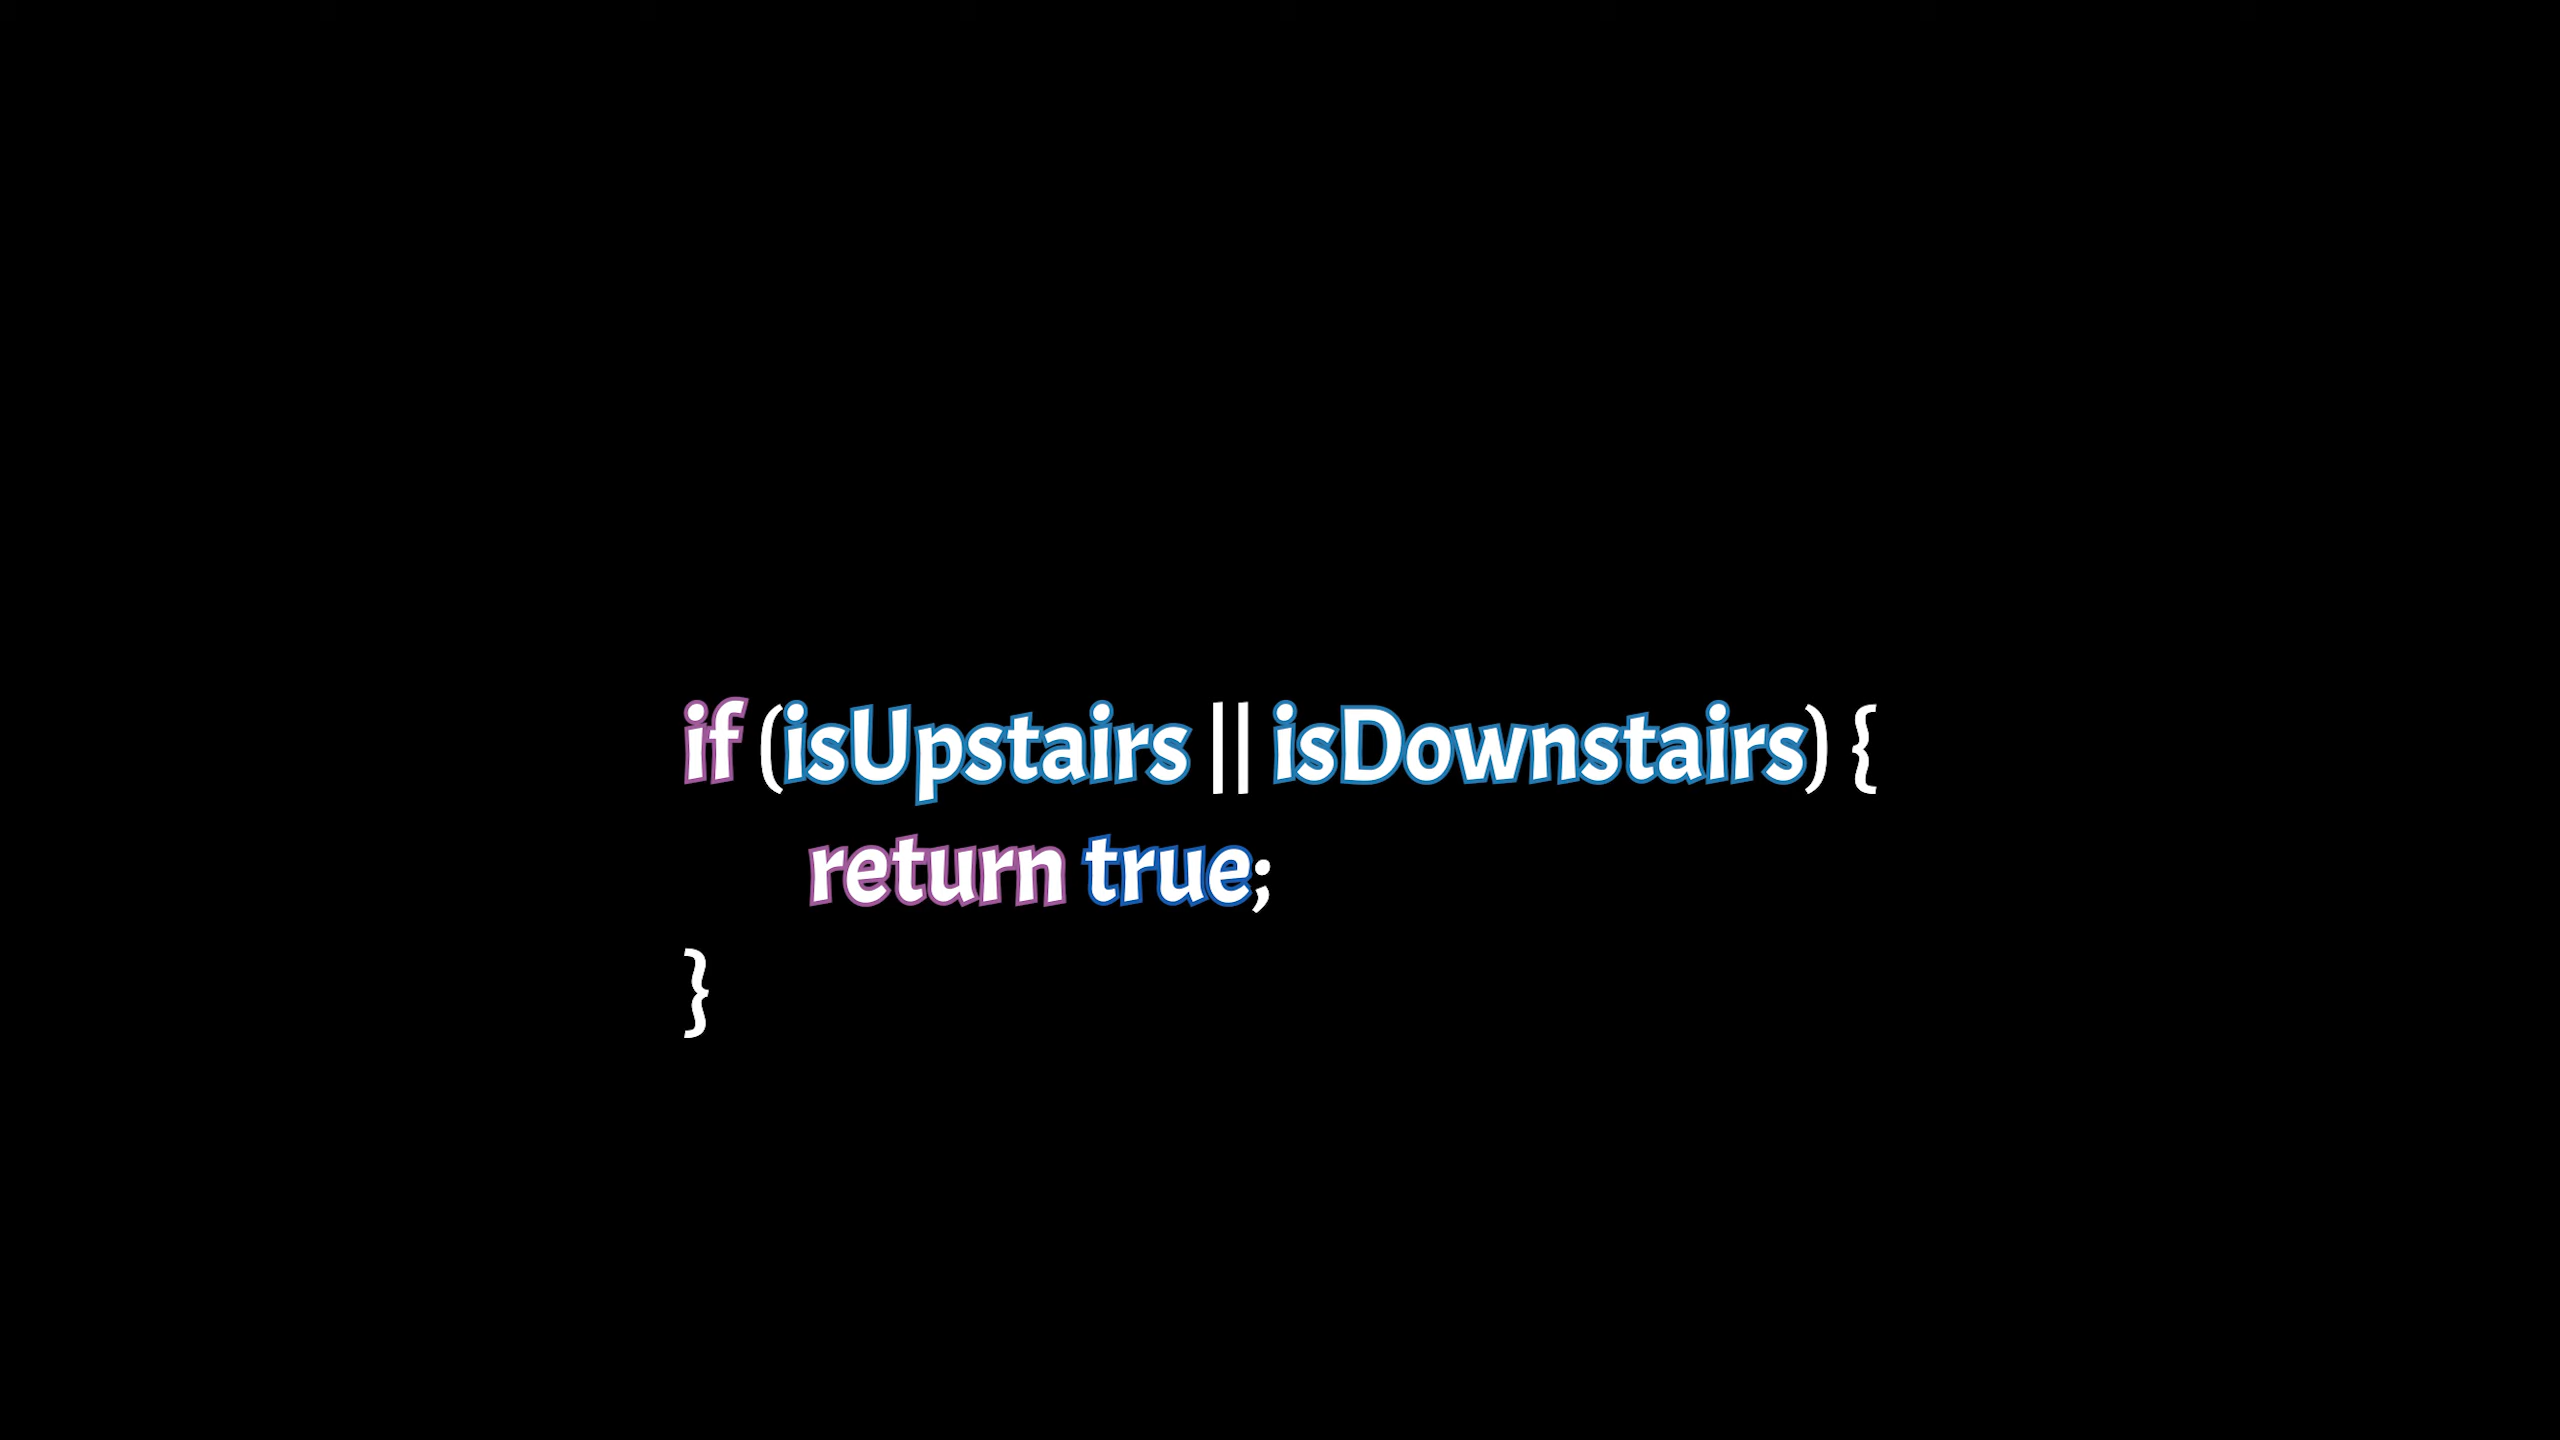 if (isUpstairs || isDownstairs) {
return true;
}